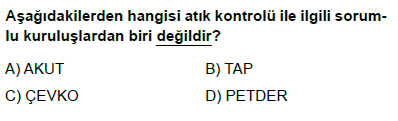 Aşağıdakilerden hangisi atık kontrolü ile ilgili sorum-
lu kuruluşlardan biri değildir?
A) AKUT B) TAP
C) ÇEVKO D) PETDER